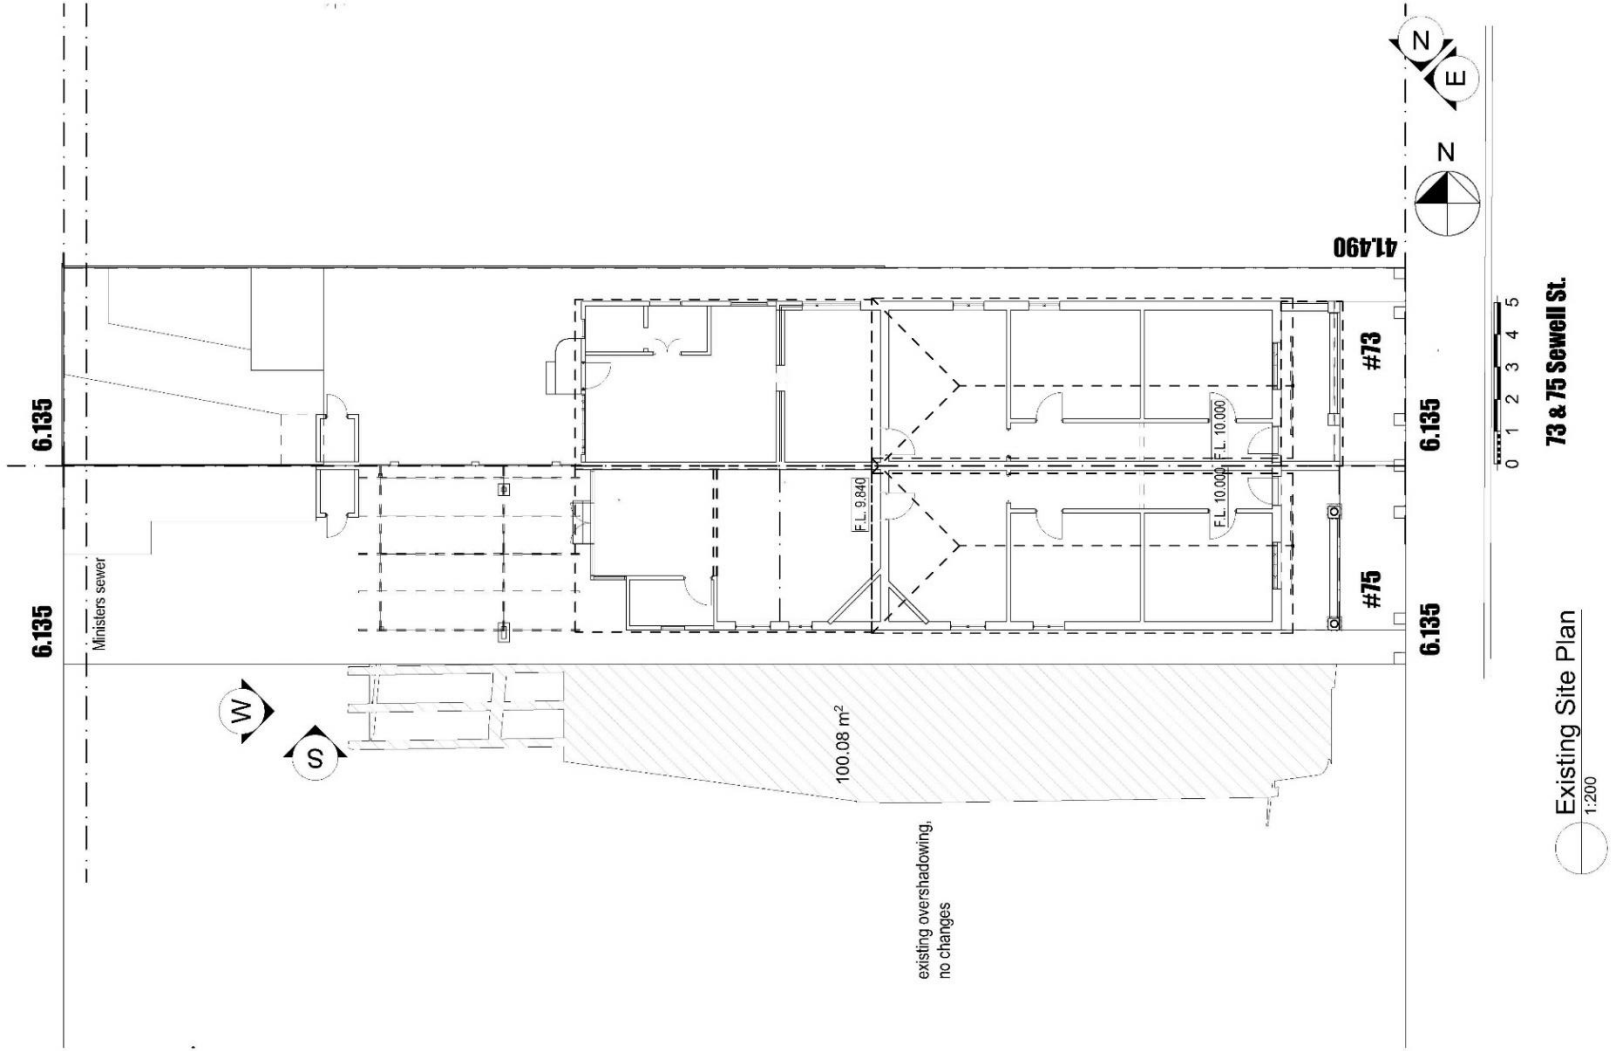 6.135
6.135
Ministers sewer
W
S
F.L. 9.840
F.L. 10.000
F.L. 10.000
100.08 m²
existing overshadowing,
no changes
#73
#75
41.490
6.135
6.135
N
E
N
0 1 2 3 4 5
73 & 75 Sewell St.
Existing Site Plan
1:200